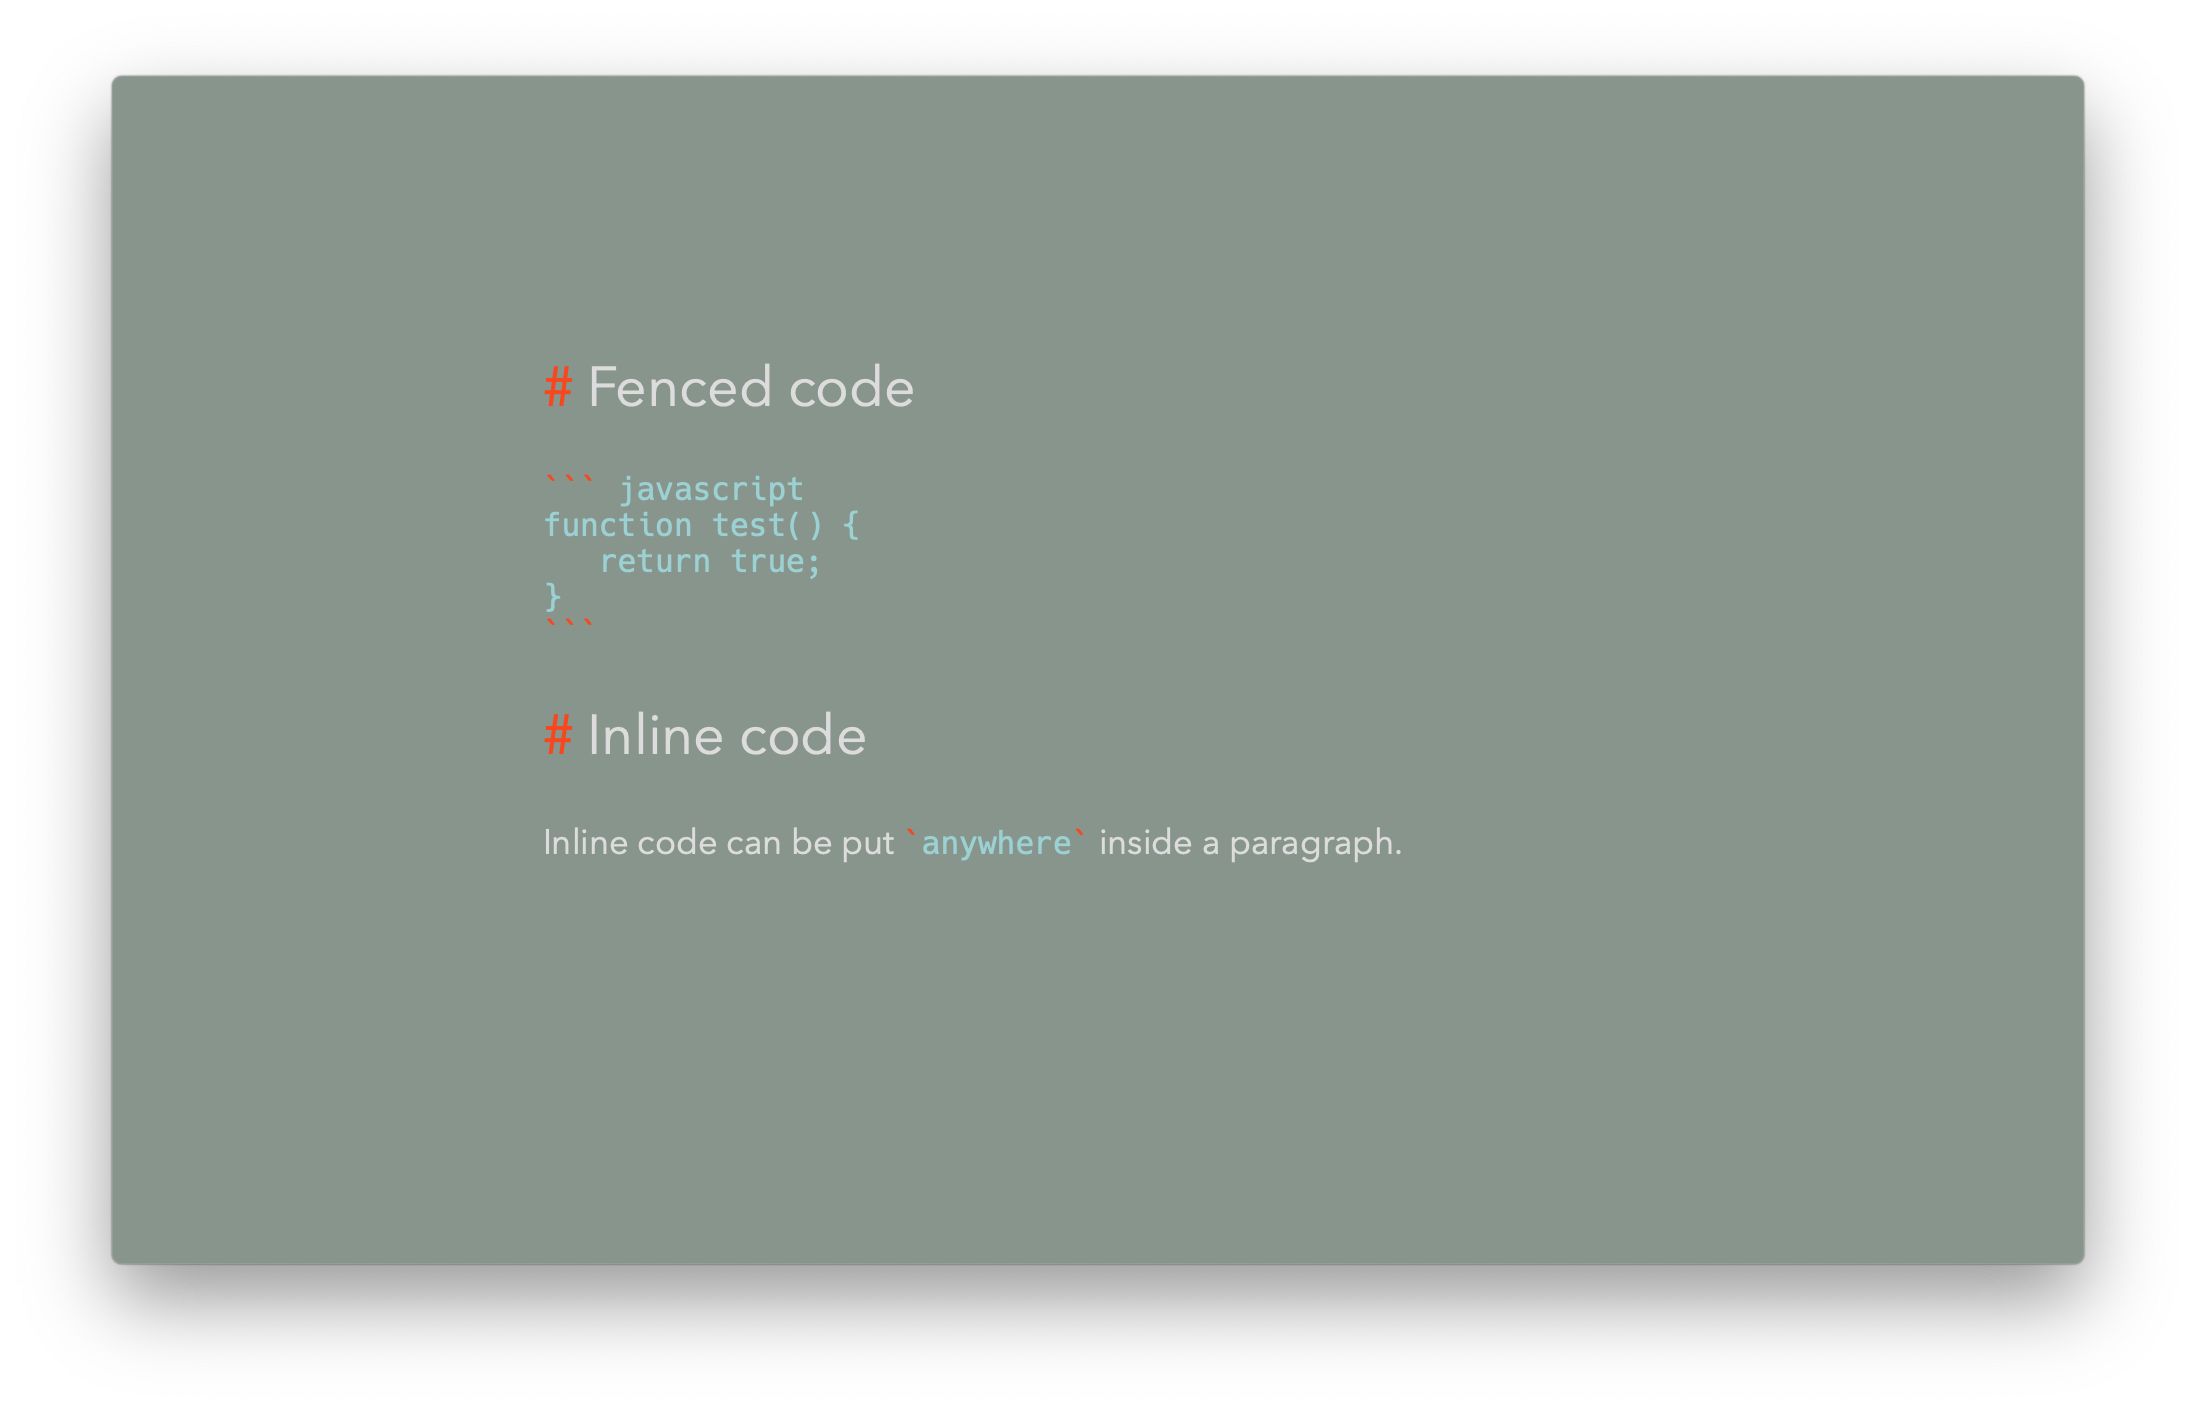 # Fenced code
``` javascript
function test() {
   return true;
}
```
# Inline code
Inline code can be put `anywhere` inside a paragraph.